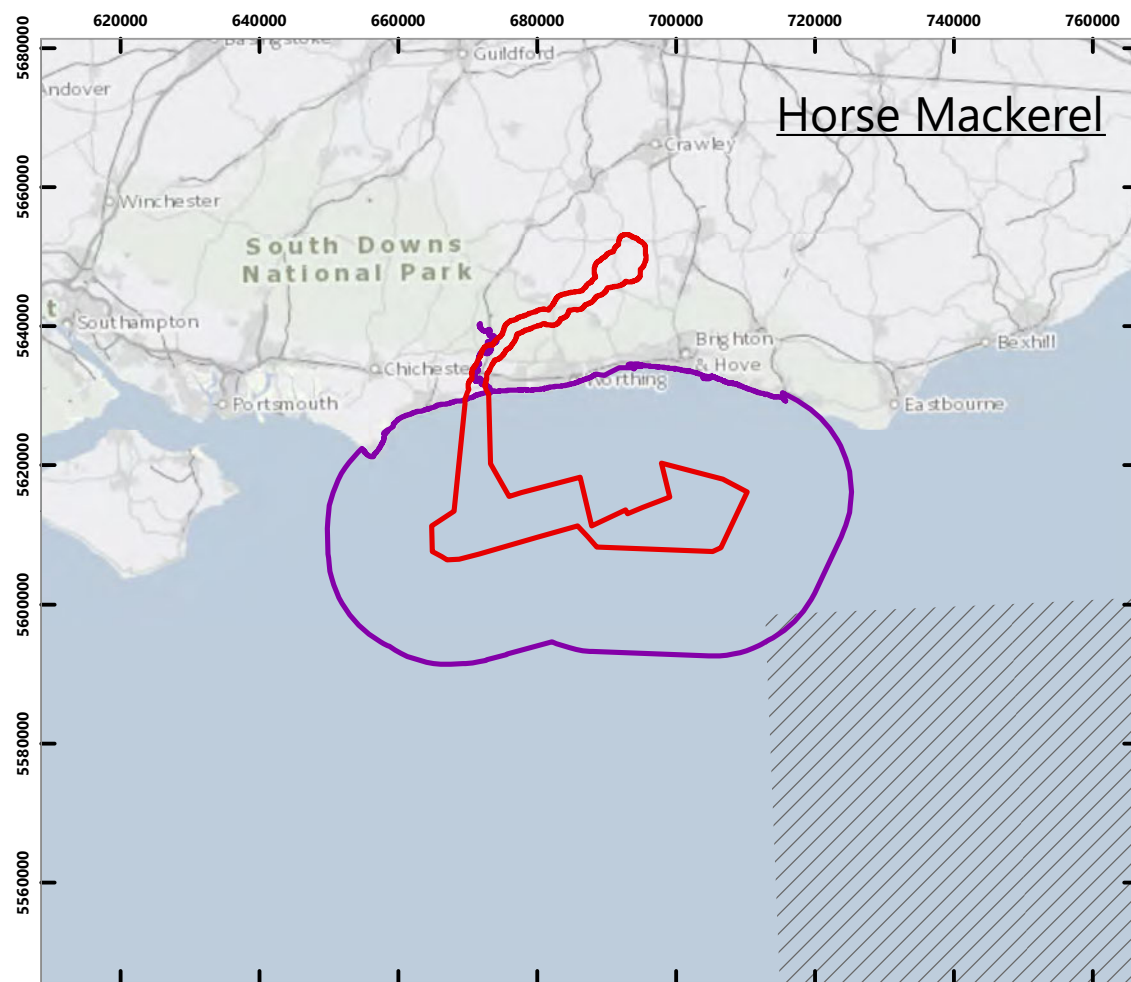 620000 640000 660000 680000 700000 720000 740000 760000
5680000
Basingstoke
Guildford
Andover
Horse Mackerel
Crawley
5660000
Winchester
South Downs
National Park
5640000
t
Southampton
Brighton
& Hove
Bexhill
Chichester
Worthing
Portsmouth
Eastbourne
5620000
5600000
5580000
5560000